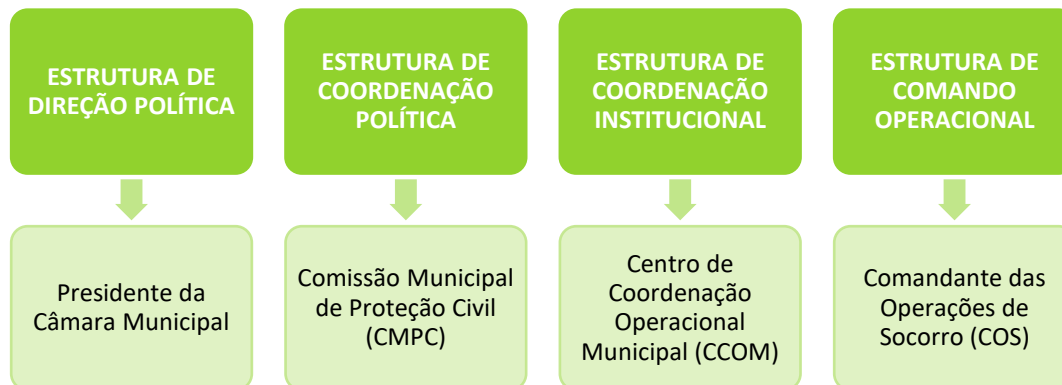 ESTRUTURA DE
DIREÇÃO POLÍTICA
ESTRUTURA DE
COORDENAÇÃO
POLÍTICA
ESTRUTURA DE
COORDENAÇÃO
INSTITUCIONAL
ESTRUTURA DE
COMANDO
OPERACIONAL
Presidente da
Câmara Municipal
Comissão Municipal
de Proteção Civil
(CMPC)
Centro de
Coordenação
Operacional
Municipal (CCOM)
Comandante das
Operações de
Socorro (COS)